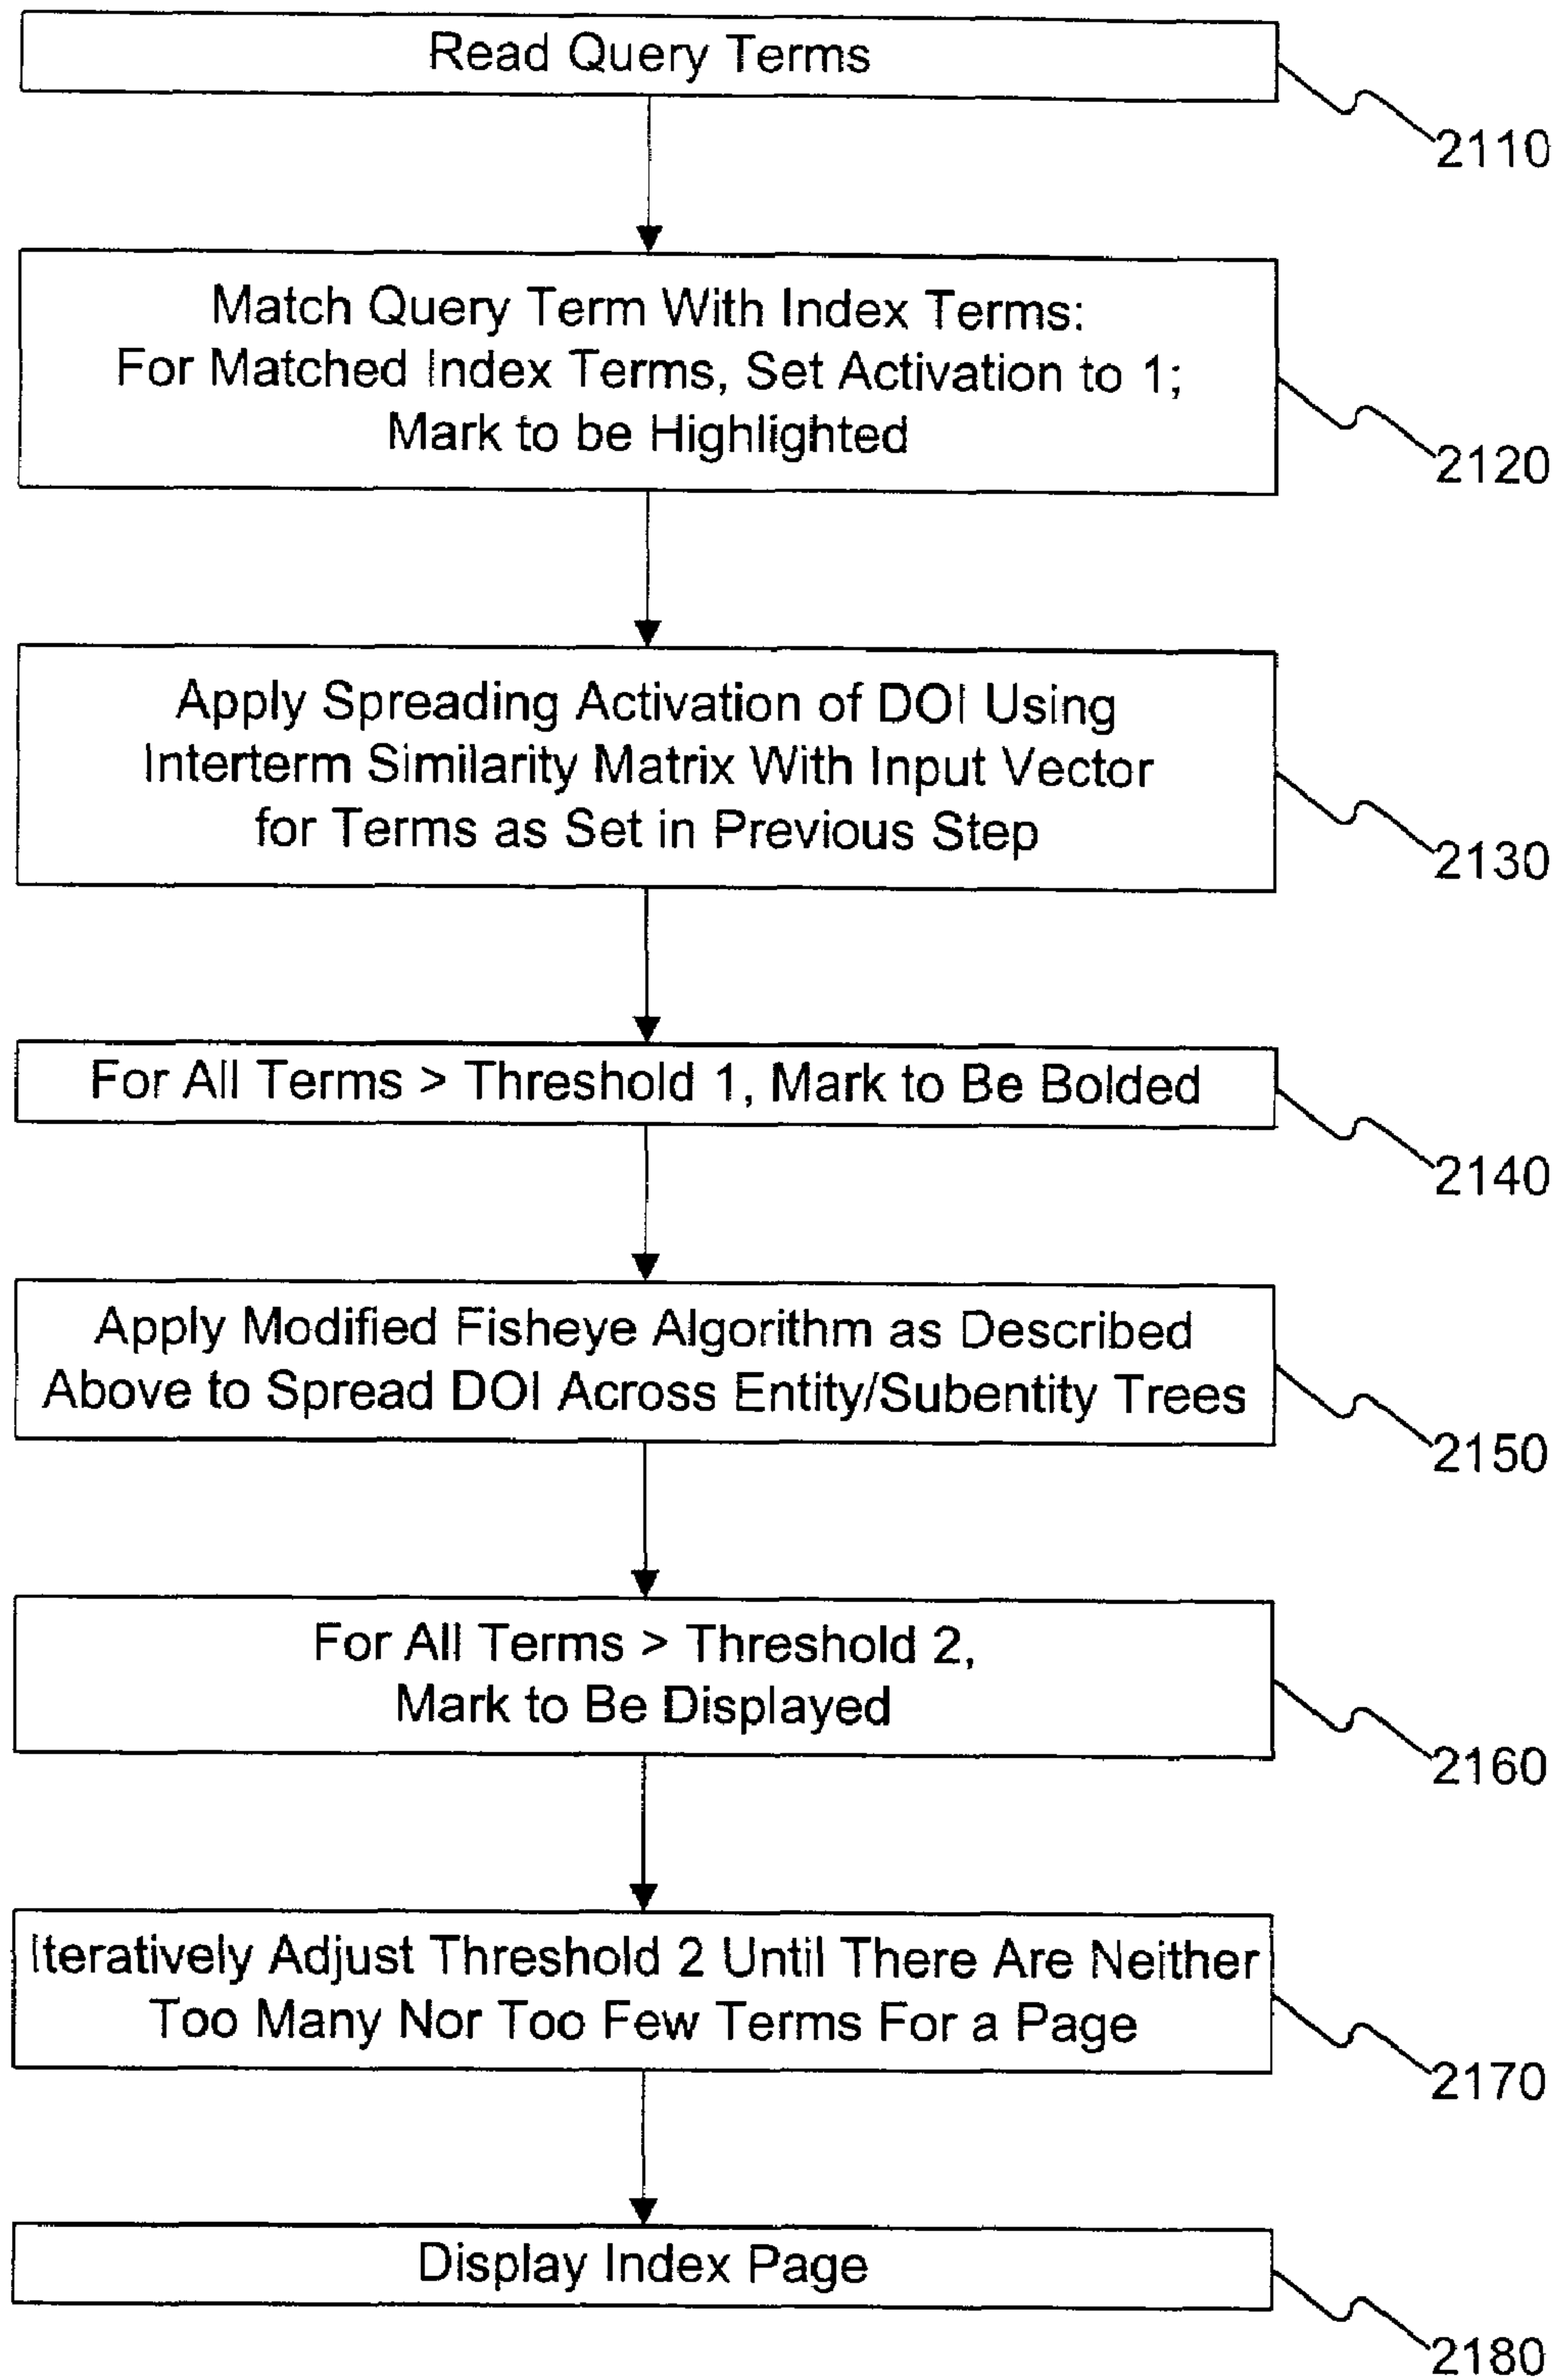 Read Query Terms
2110
Match Query Term With Index Terms:
For Matched Index Terms, Set Activation to 1;
Mark to be Highlighted
2120
Apply Spreading Activation of DOI Using
Interterm Similarity Matrix With Input Vector
for Terms as Set in Previous Step
2130
For All Terms > Threshold 1, Mark to Be Bolded
2140
Apply Modified Fisheye Algorithm as Described
Above to Spread DOI Across Entity/Subentity Trees
2150
For All Terms > Threshold 2,
Mark to Be Displayed
2160
Iteratively Adjust Threshold 2 Until There Are Neither
Too Many Nor Too Few Terms For a Page
2170
Display Index Page
2180